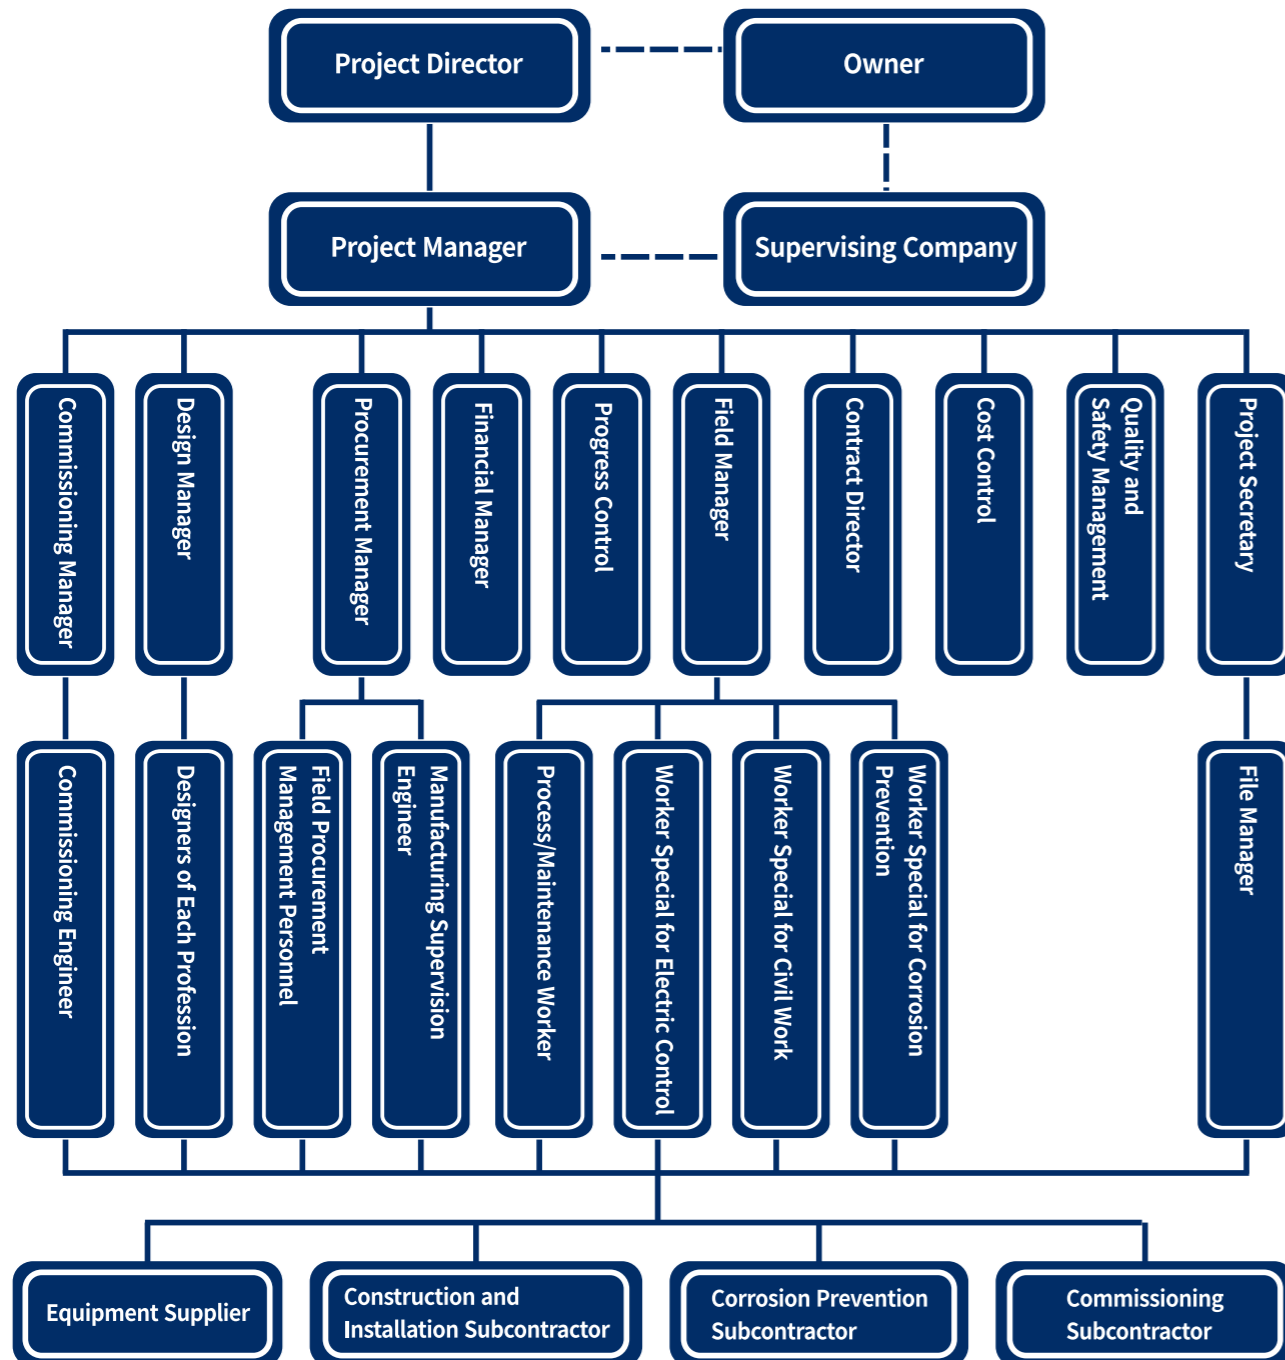 Project Director
Owner
Project Manager
Supervising Company
Commissioning Manager
Design Manager
Procurement Manager
Financial Manager
Progress Control
Field Manager
Contract Director
Cost Control
Quality and
Safety Management
Project Secretary
Commissioning Engineer
Designers of Each Profession
Field Procurement
Management Personnel
Manufacturing Supervision
Engineer
Process/Maintenance Worker
Worker Special for Electric Control
Worker Special for Civil Work
Worker Special for Corrosion
Prevention
File Manager
Equipment Supplier
Construction and
Installation Subcontractor
Corrosion Prevention
Subcontractor
Commissioning
Subcontractor